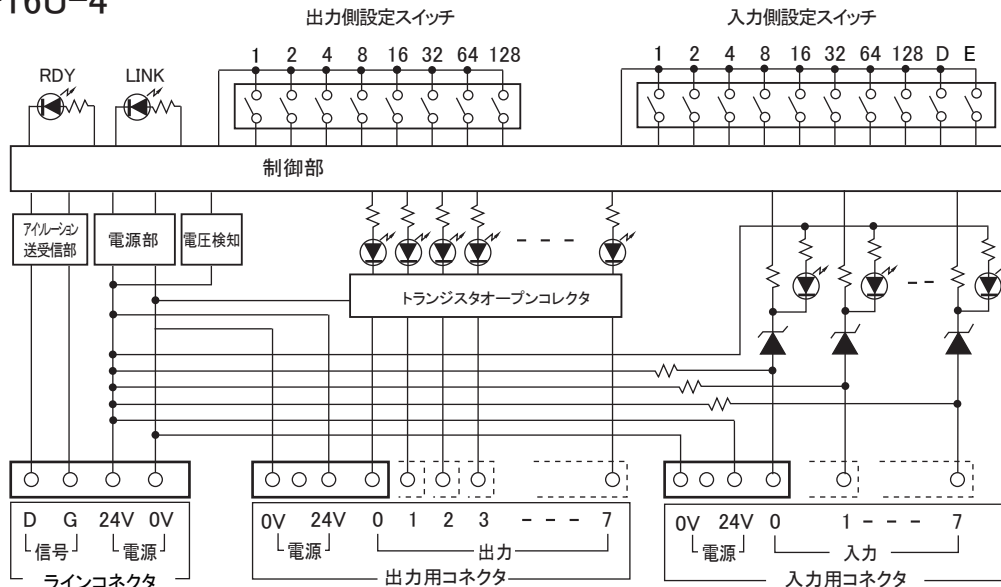 16U-4
出力側設定スイッチ
入力側設定スイッチ
1 2 4 8 16 32 64 128
1 2 4 8 16 32 64 128 D E
RDY
LINK
制御部
アイソレーション
送受信部
電源部
電圧検知
トランジスタオープンコレクタ
D G 24V 0V
信号
電源
ラインコネクタ
0V 24V 0 1 2 3 - - - 7
電源
出力
出力用コネクタ
0V 24V 0 1 - - - 7
電源
入力
入力用コネクタ